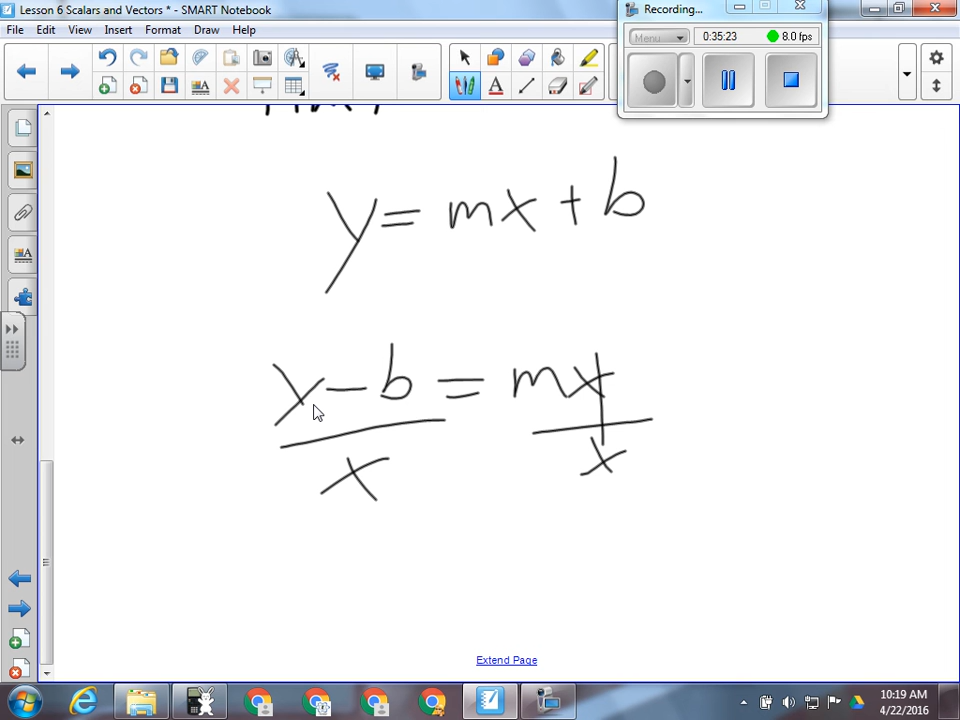 Lesson 6 Scalars and Vectors * - SMART Notebook
Recording...
File Edit View Insert Format Draw Help
Menu
0:35:23
8.0 fps
y = mx + b
y - b = mx
x x
Extend Page
10:19 AM
4/22/2016